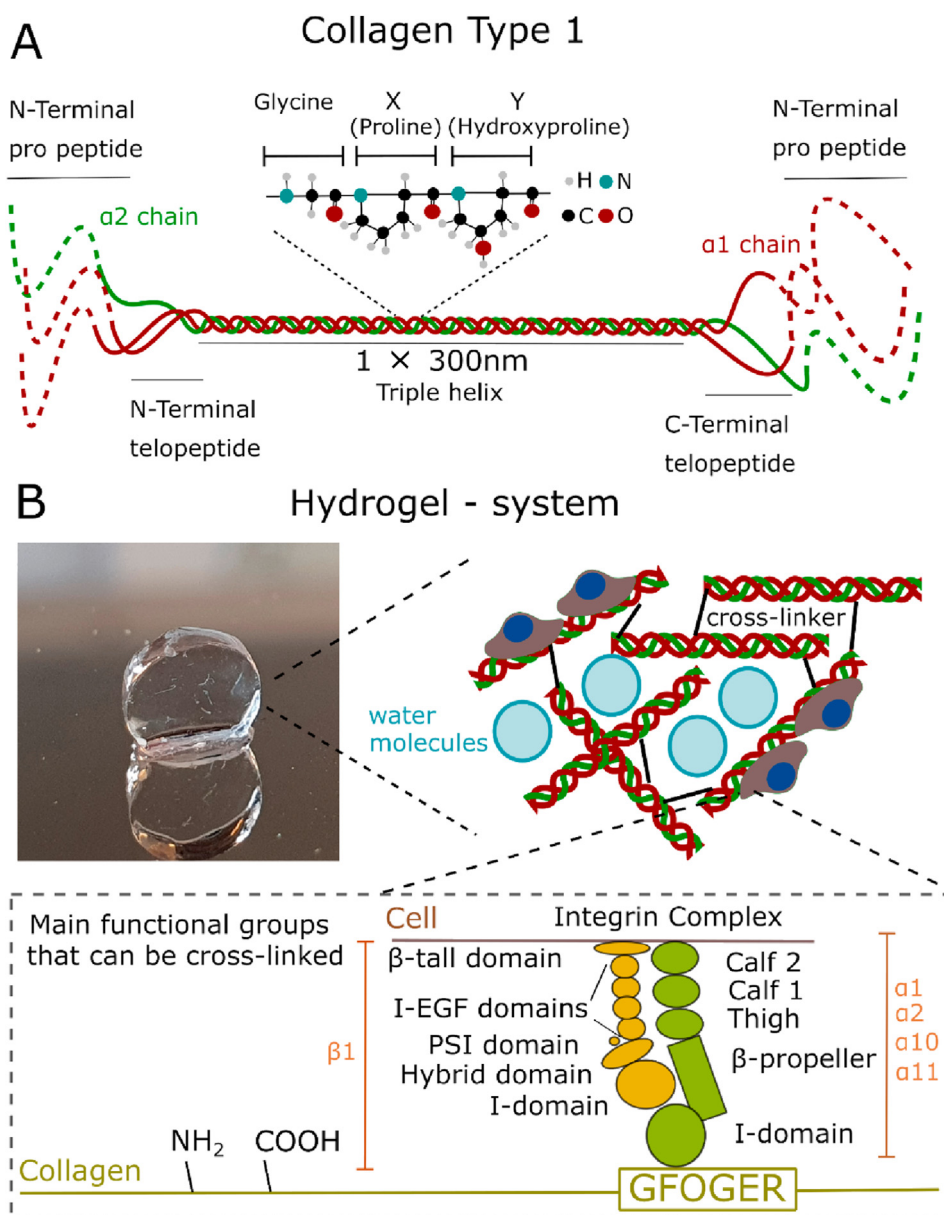 A
Collagen Type 1
N-Terminal
pro peptide
Glycine
X
(Proline)
Y
(Hydroxyproline)
N-Terminal
pro peptide
α2 chain
H N
C O
α1 chain
1 × 300nm
Triple helix
N-Terminal
telopeptide
C-Terminal
telopeptide
B
Hydrogel - system
cross-linker
water
molecules
Main functional groups
that can be cross-linked
Cell
Integrin Complex
β-tall domain
I-EGF domains
PSI domain
Hybrid domain
I-domain
Calf 2
Calf 1
Thigh
β-propeller
I-domain
β1
α1
α2
α10
α11
NH₂
COOH
Collagen
GFOGER